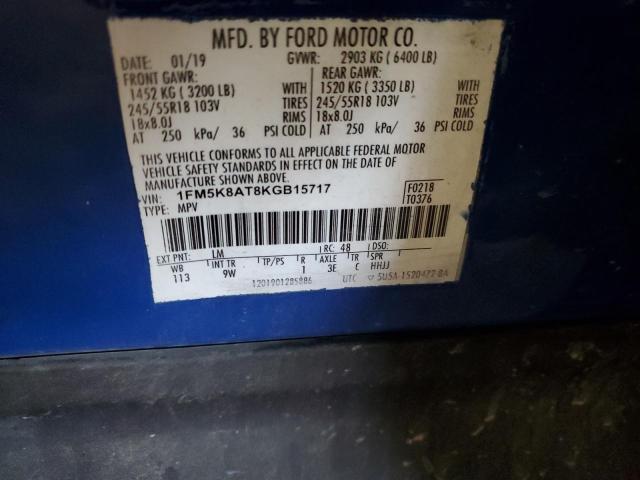 MFD. BY FORD MOTOR CO.
DATE: 01/19 GVWR: 2903 KG (6400 LB)
FRONT GAWR: REAR GAWR:
1452 KG (3200 LB) WITH 1520 KG (3350 LB) WITH
245/55R18 103V TIRES 245/55R18 103V TIRES
18x8.0J RIMS 18x8.0J RIMS
AT 250 kPa/ 36 PSI COLD AT 250 kPa/ 36 PSI COLD
THIS VEHICLE CONFORMS TO ALL APPLICABLE FEDERAL MOTOR
VEHICLE SAFETY STANDARDS IN EFFECT ON THE DATE OF
MANUFACTURE SHOWN ABOVE.
VIN: 1FM5K8AT8KGB15717 F0218
TYPE: MPV T0376
EXT PNT: LM RC: 48 DSO:
WB INT TR TP/PS R AXLE TR SPR
113 9W 1 3E C HHJJ
1201901285886 UTC ▽ 5U5A-1520472-BA